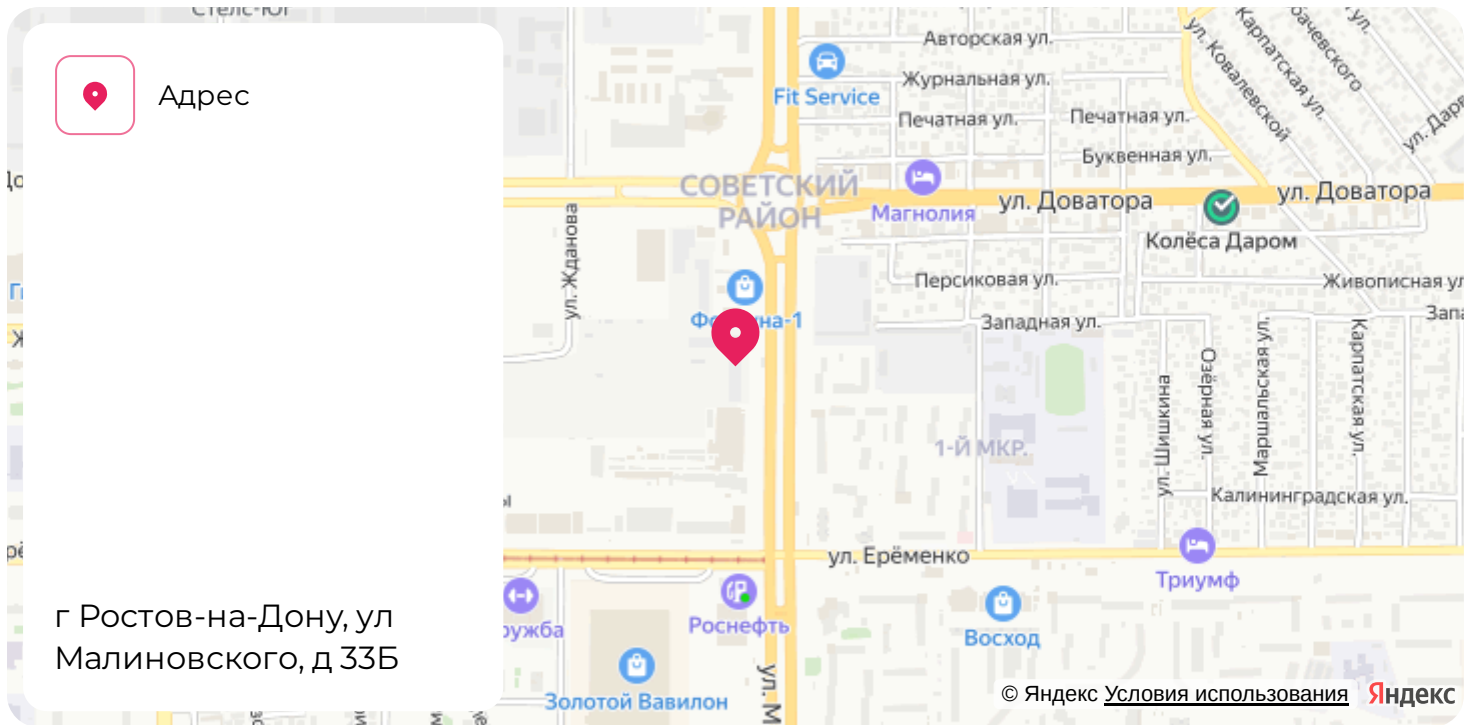 Адрес
г Ростов-на-Дону, ул
Малиновского, д 33Б
Авторская ул.
Fit Service
Журнальная ул.
Печатная ул.
Печатная ул.
Буквенная ул.
ул. Ковалевской
Карпатская ул.
СОВЕТСКИЙ
РАЙОН
Магнолия
ул. Доватора
ул. Доватора
Колёса Даром
ул. Жданова
Персиковая ул.
Живописная ул
Западная ул.
1-Й МКР.
ул. Шишкина
Озёрная ул.
Маршальская ул.
Карпатская ул.
Калининградская ул.
ул. Ерёменко
Триумф
Роснефть
Восход
Золотой Вавилон
ул. М
© Яндекс Условия использования Яндекс